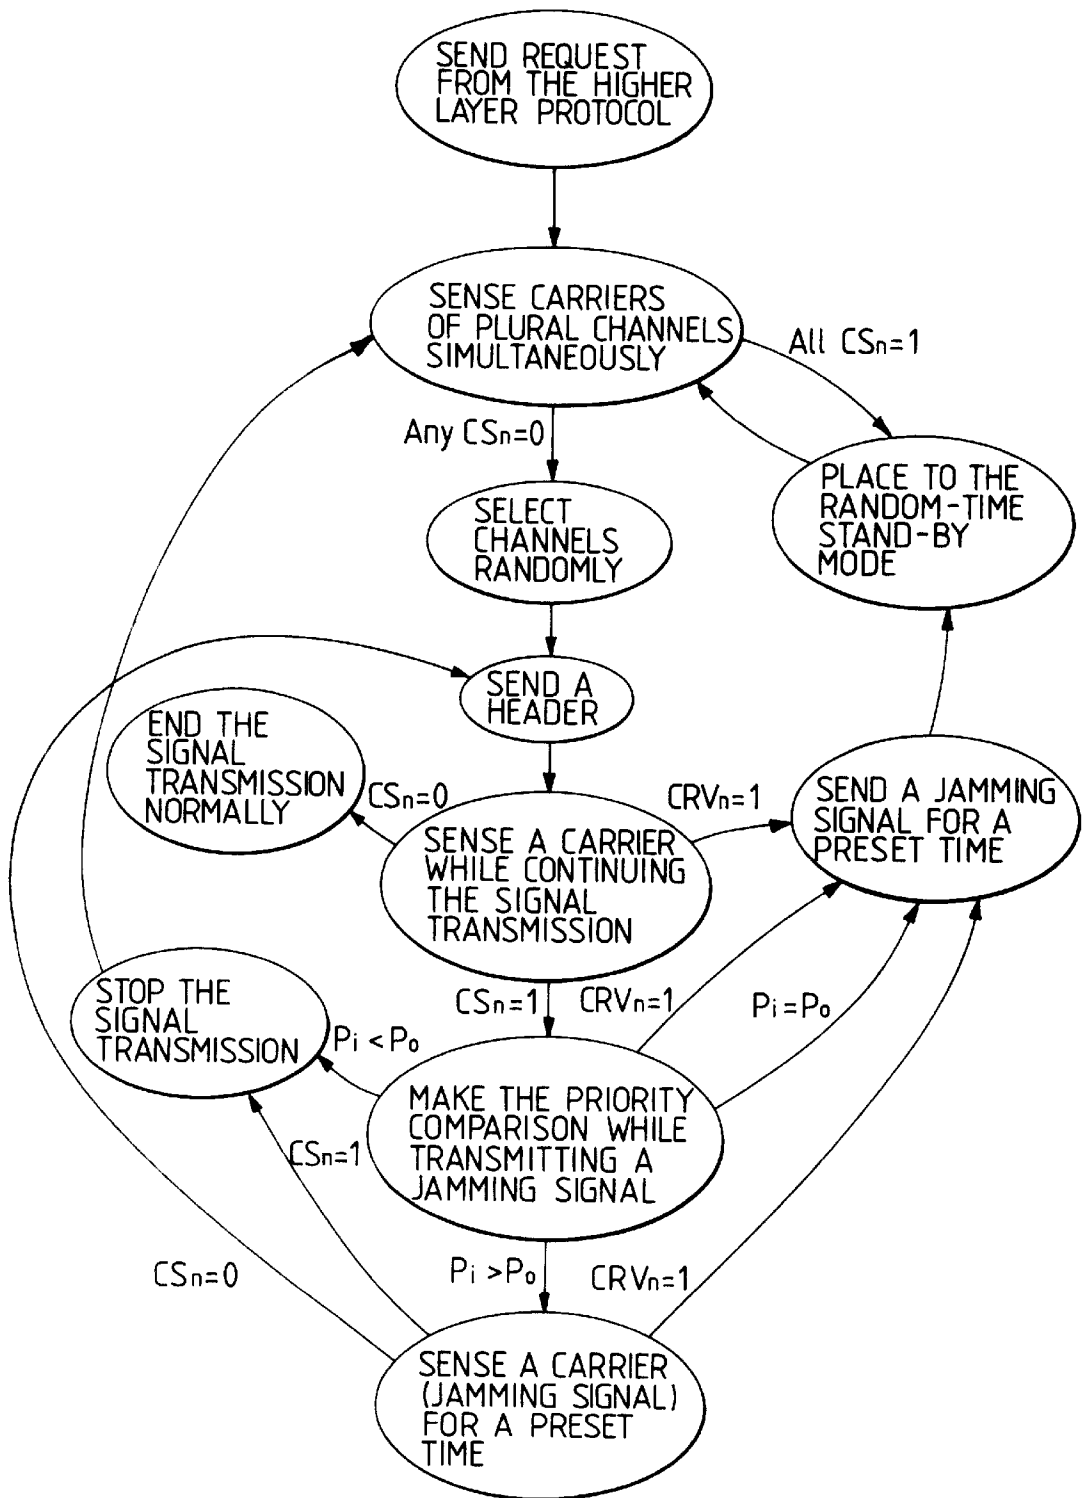 SEND REQUEST
FROM THE HIGHER
LAYER PROTOCOL
SENSE CARRIERS
OF PLURAL CHANNELS
SIMULTANEOUSLY
All CSn=1
Any CSn=0
PLACE TO THE
RANDOM-TIME
STAND-BY
MODE
SELECT
CHANNELS
RANDOMLY
SEND A
HEADER
END THE
SIGNAL
TRANSMISSION
NORMALLY
CSn=0
CRVn=1
SEND A JAMMING
SIGNAL FOR A
PRESET TIME
SENSE A CARRIER
WHILE CONTINUING
THE SIGNAL
TRANSMISSION
CSn=1
CRVn=1
Pi=Po
STOP THE
SIGNAL
TRANSMISSION
Pi<Po
MAKE THE PRIORITY
COMPARISON WHILE
TRANSMITTING A
JAMMING SIGNAL
CSn=1
CSn=0
Pi>Po
CRVn=1
SENSE A CARRIER
(JAMMING SIGNAL)
FOR A PRESET
TIME